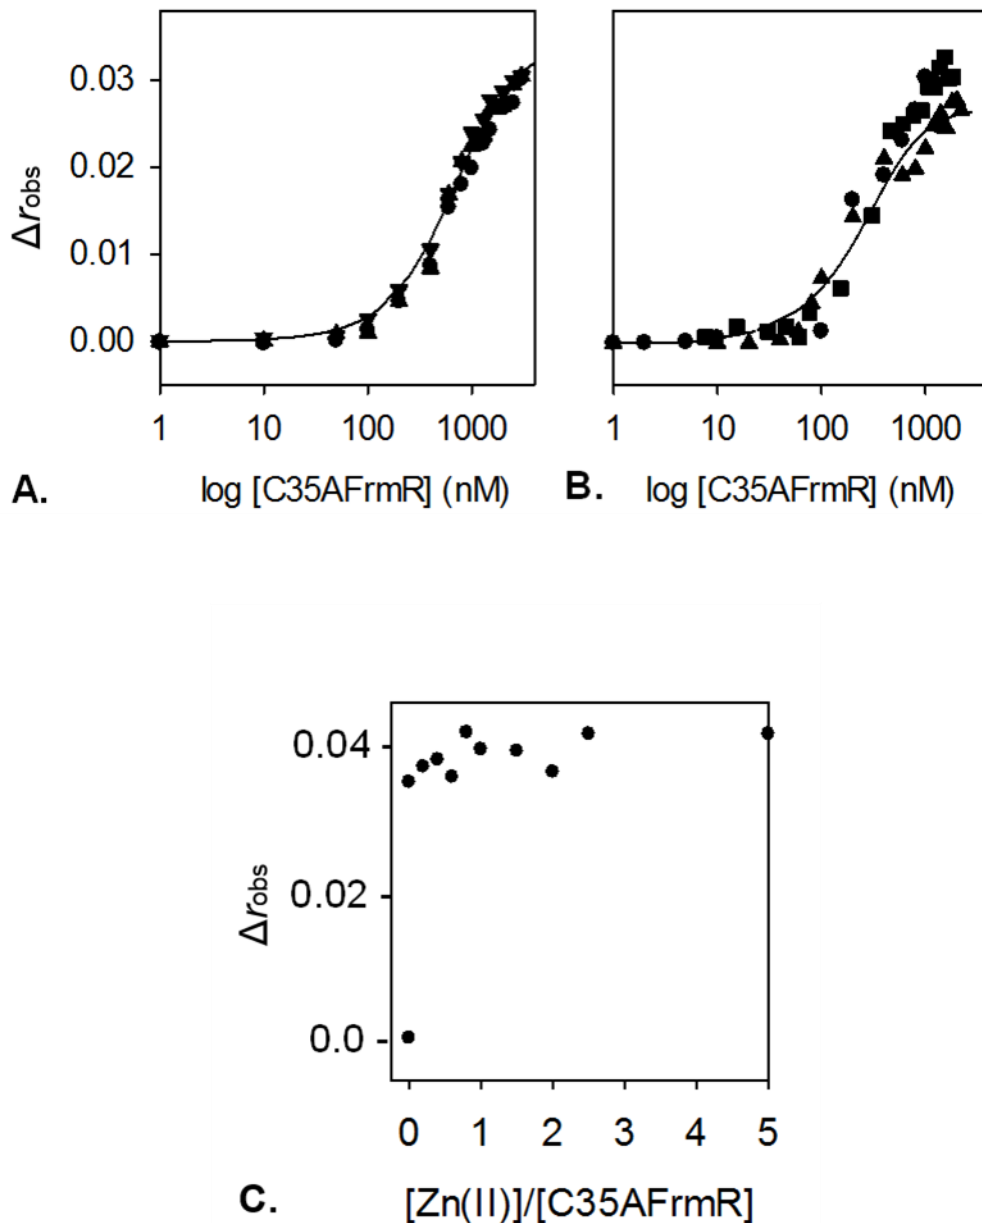 0.03
0.02
0.01
0.00
Δrobs
1 10 100 1000
1 10 100 1000
A. log [C35AFrmR] (nM)
B. log [C35AFrmR] (nM)
0.04
0.02
0.0
Δrobs
0 1 2 3 4 5
C. [Zn(II)]/[C35AFrmR]